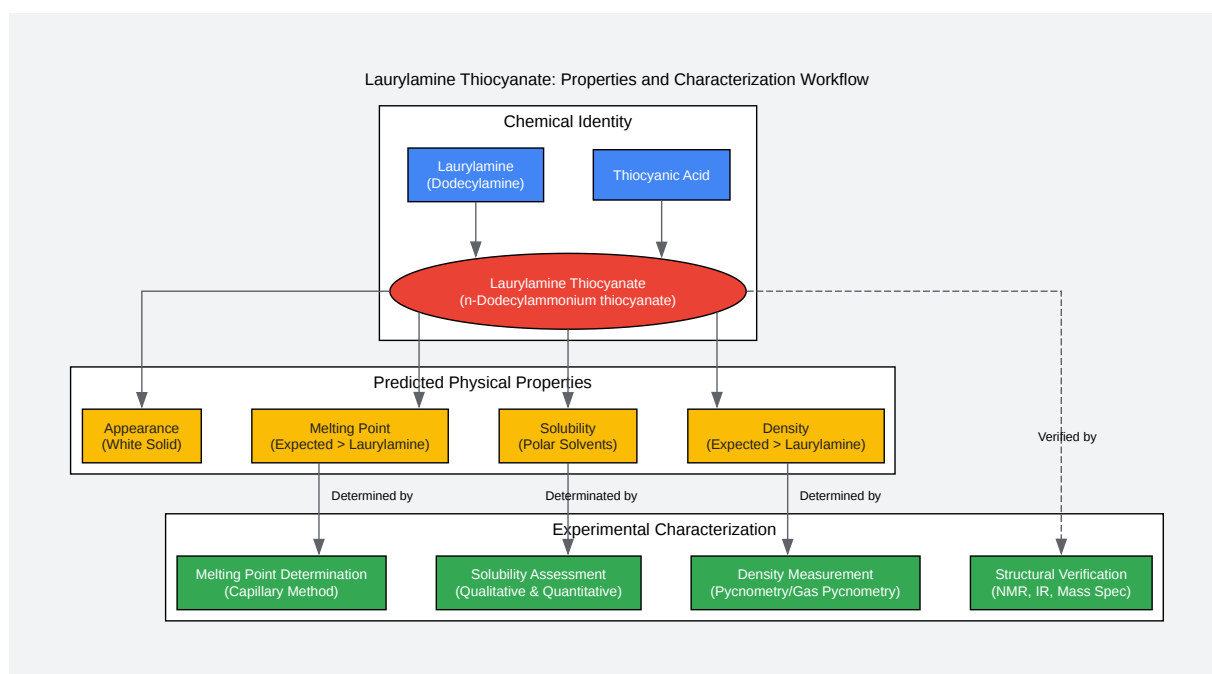 Laurylamine Thiocyanate: Properties and Characterization Workflow
Chemical Identity
Laurylamine
(Dodecylamine)
Thiocyanic Acid
Laurylamine Thiocyanate
(n-Dodecylammonium thiocyanate)
Predicted Physical Properties
Appearance
(White Solid)
Melting Point
(Expected > Laurylamine)
Solubility
(Polar Solvents)
Density
(Expected > Laurylamine)
Verified by
Determined by
Determinated by
Determined by
Experimental Characterization
Melting Point Determination
(Capillary Method)
Solubility Assessment
(Qualitative & Quantitative)
Density Measurement
(Pycnometry/Gas Pycnometry)
Structural Verification
(NMR, IR, Mass Spec)